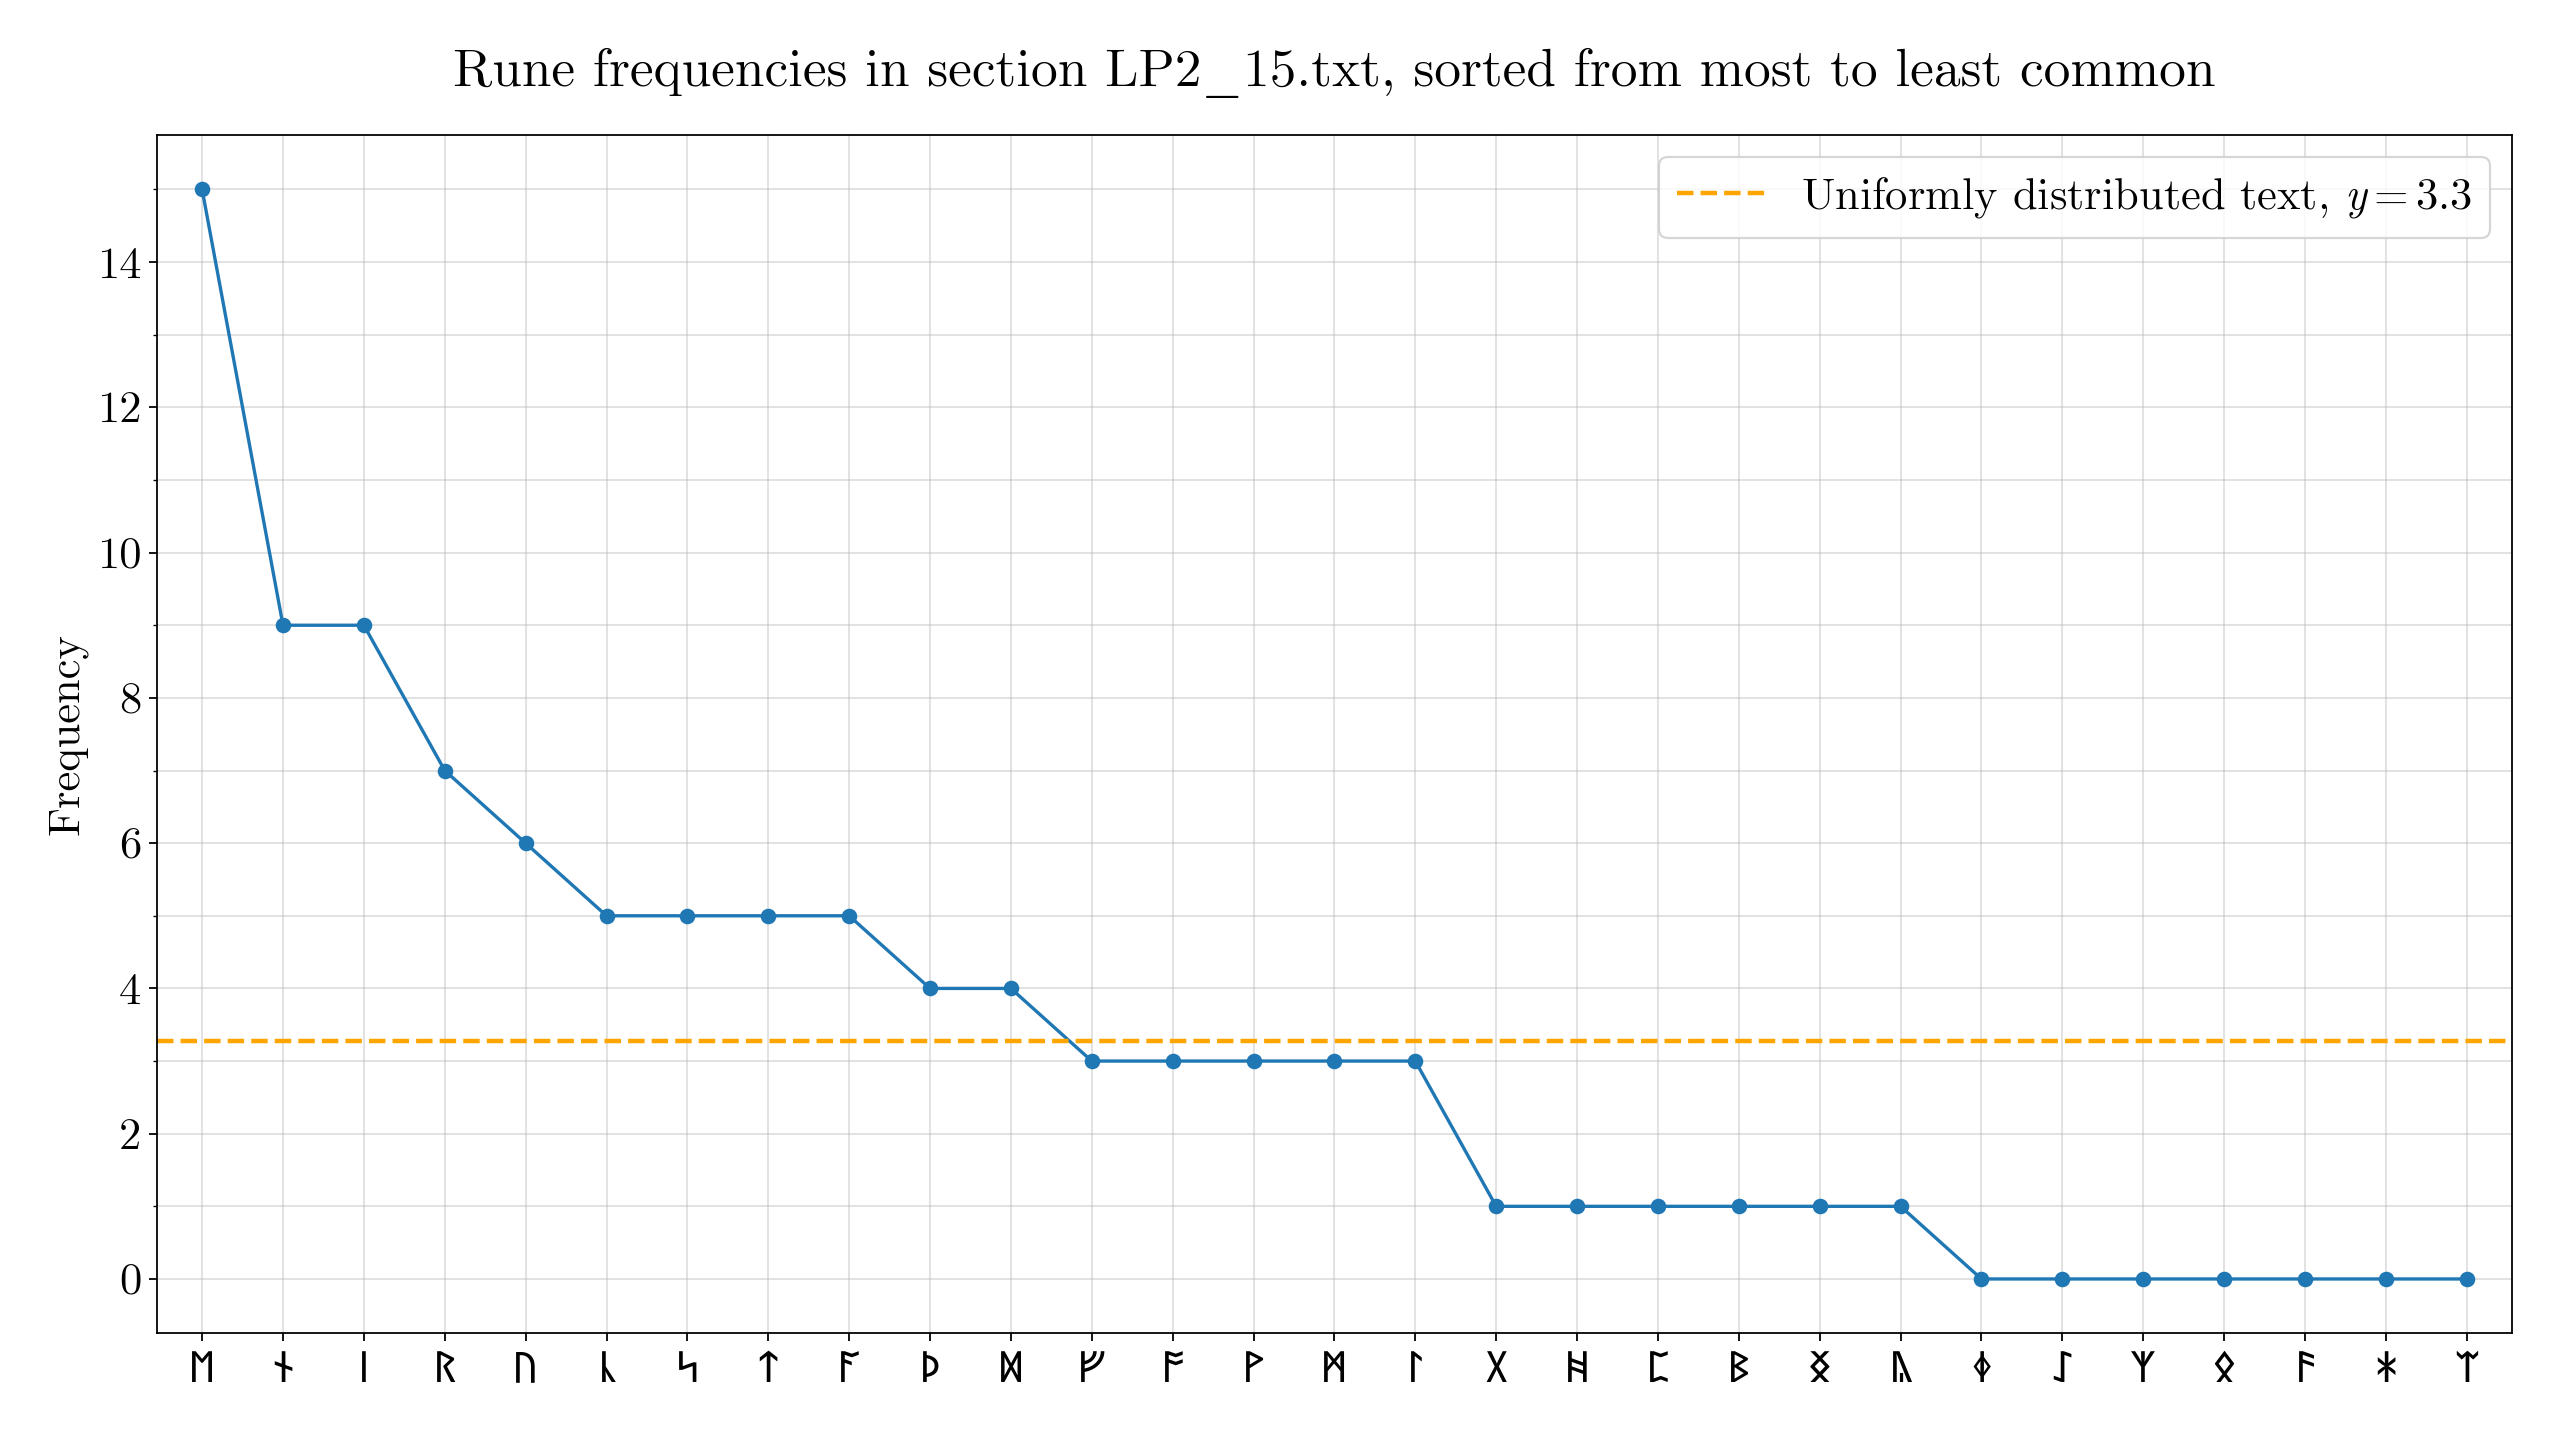 Rune frequencies in section LP2_15.txt, sorted from most to least common
Uniformly distributed text, y = 3.3
Frequency
14
12
10
8
6
4
2
0
ᛖ ᚾ ᛁ ᚱ ᚢ ᚳ ᛋ ᛏ ᚪ ᚦ ᛞ ᚠ ᚩ ᚹ ᛗ ᛚ ᚷ ᚻ ᛈ ᛒ ᛝ ᚣ ᛄ ᛇ ᛉ ᛟ ᚫ ᛡ ᛠ